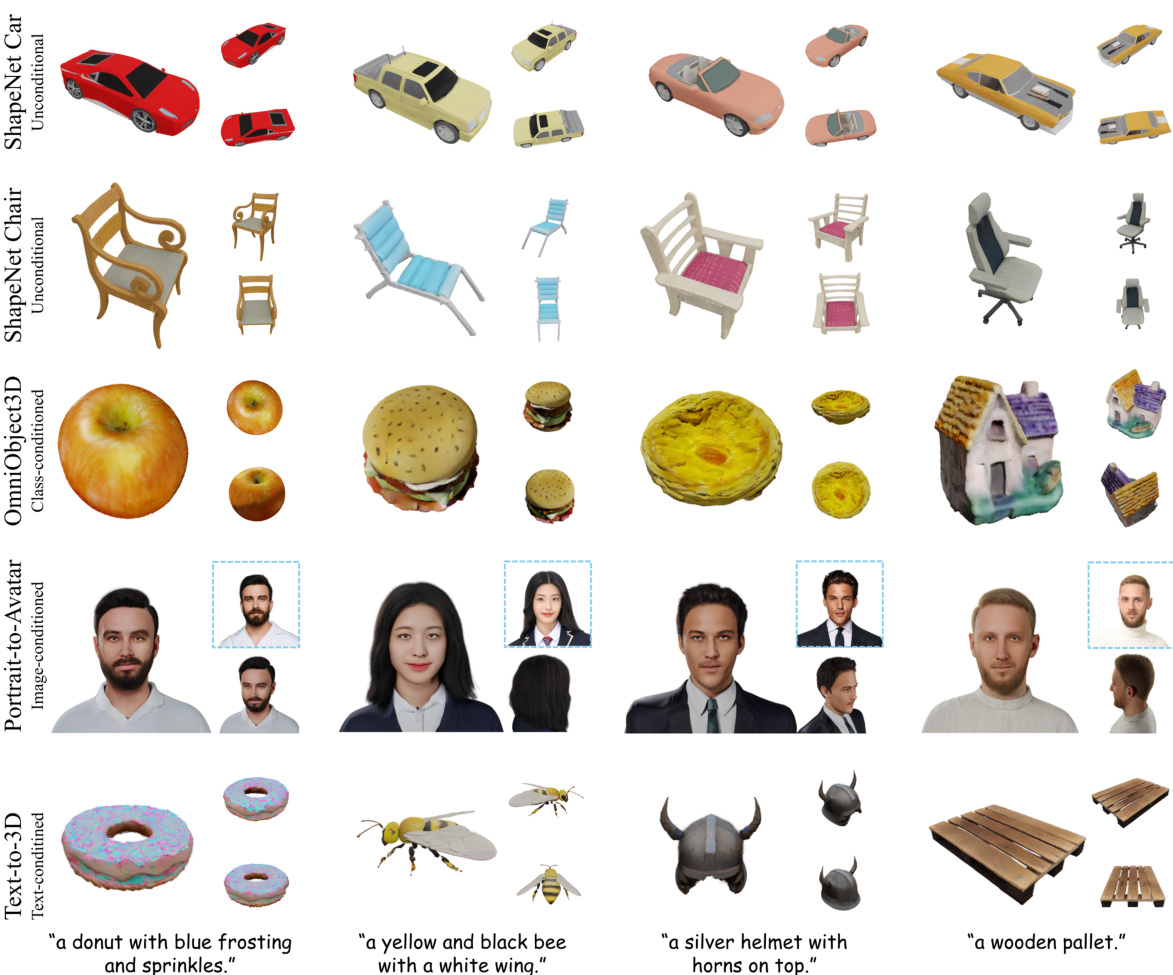 ShapeNet Car
Unconditional
ShapeNet Chair
Unconditional
OmniObject3D
Class-conditioned
Portrait-to-Avatar
Image-conditioned
Text-to-3D
Text-conditined
“a donut with blue frosting
and sprinkles.”
“a yellow and black bee
with a white wing.”
“a silver helmet with
horns on top.”
“a wooden pallet.”